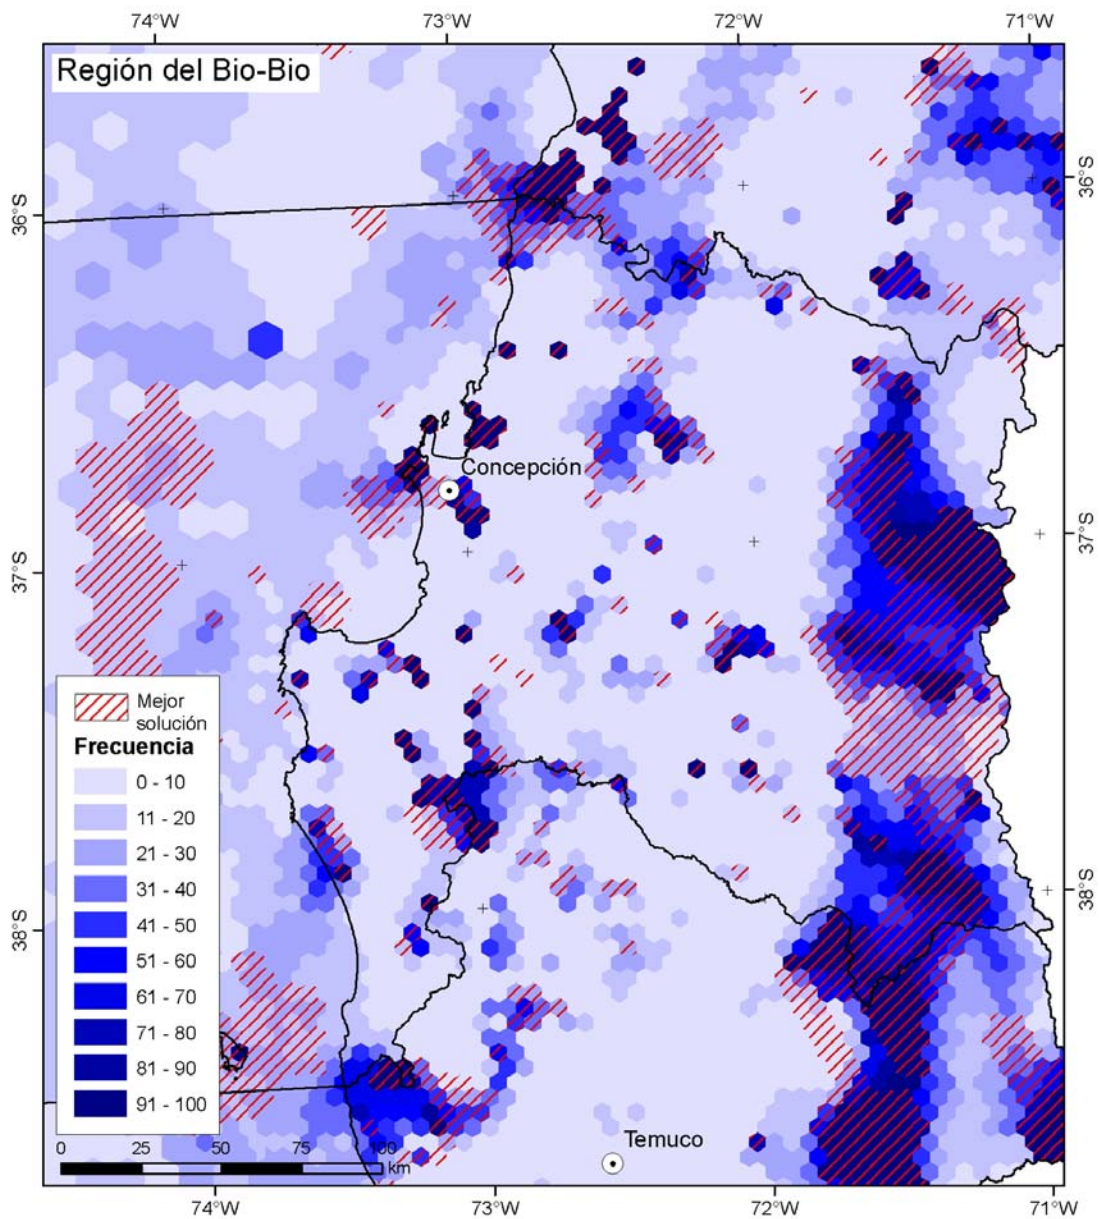 74°W 73°W 72°W 71°W
Región del Bio-Bio
36°S
36°S
Concepción
37°S
37°S
Mejor
solución
Frecuencia
0 - 10
11 - 20
21 - 30
31 - 40
41 - 50
51 - 60
61 - 70
71 - 80
81 - 90
91 - 100
38°S
38°S
Temuco
0 25 50 75 100
km
74°W 73°W 72°W 71°W